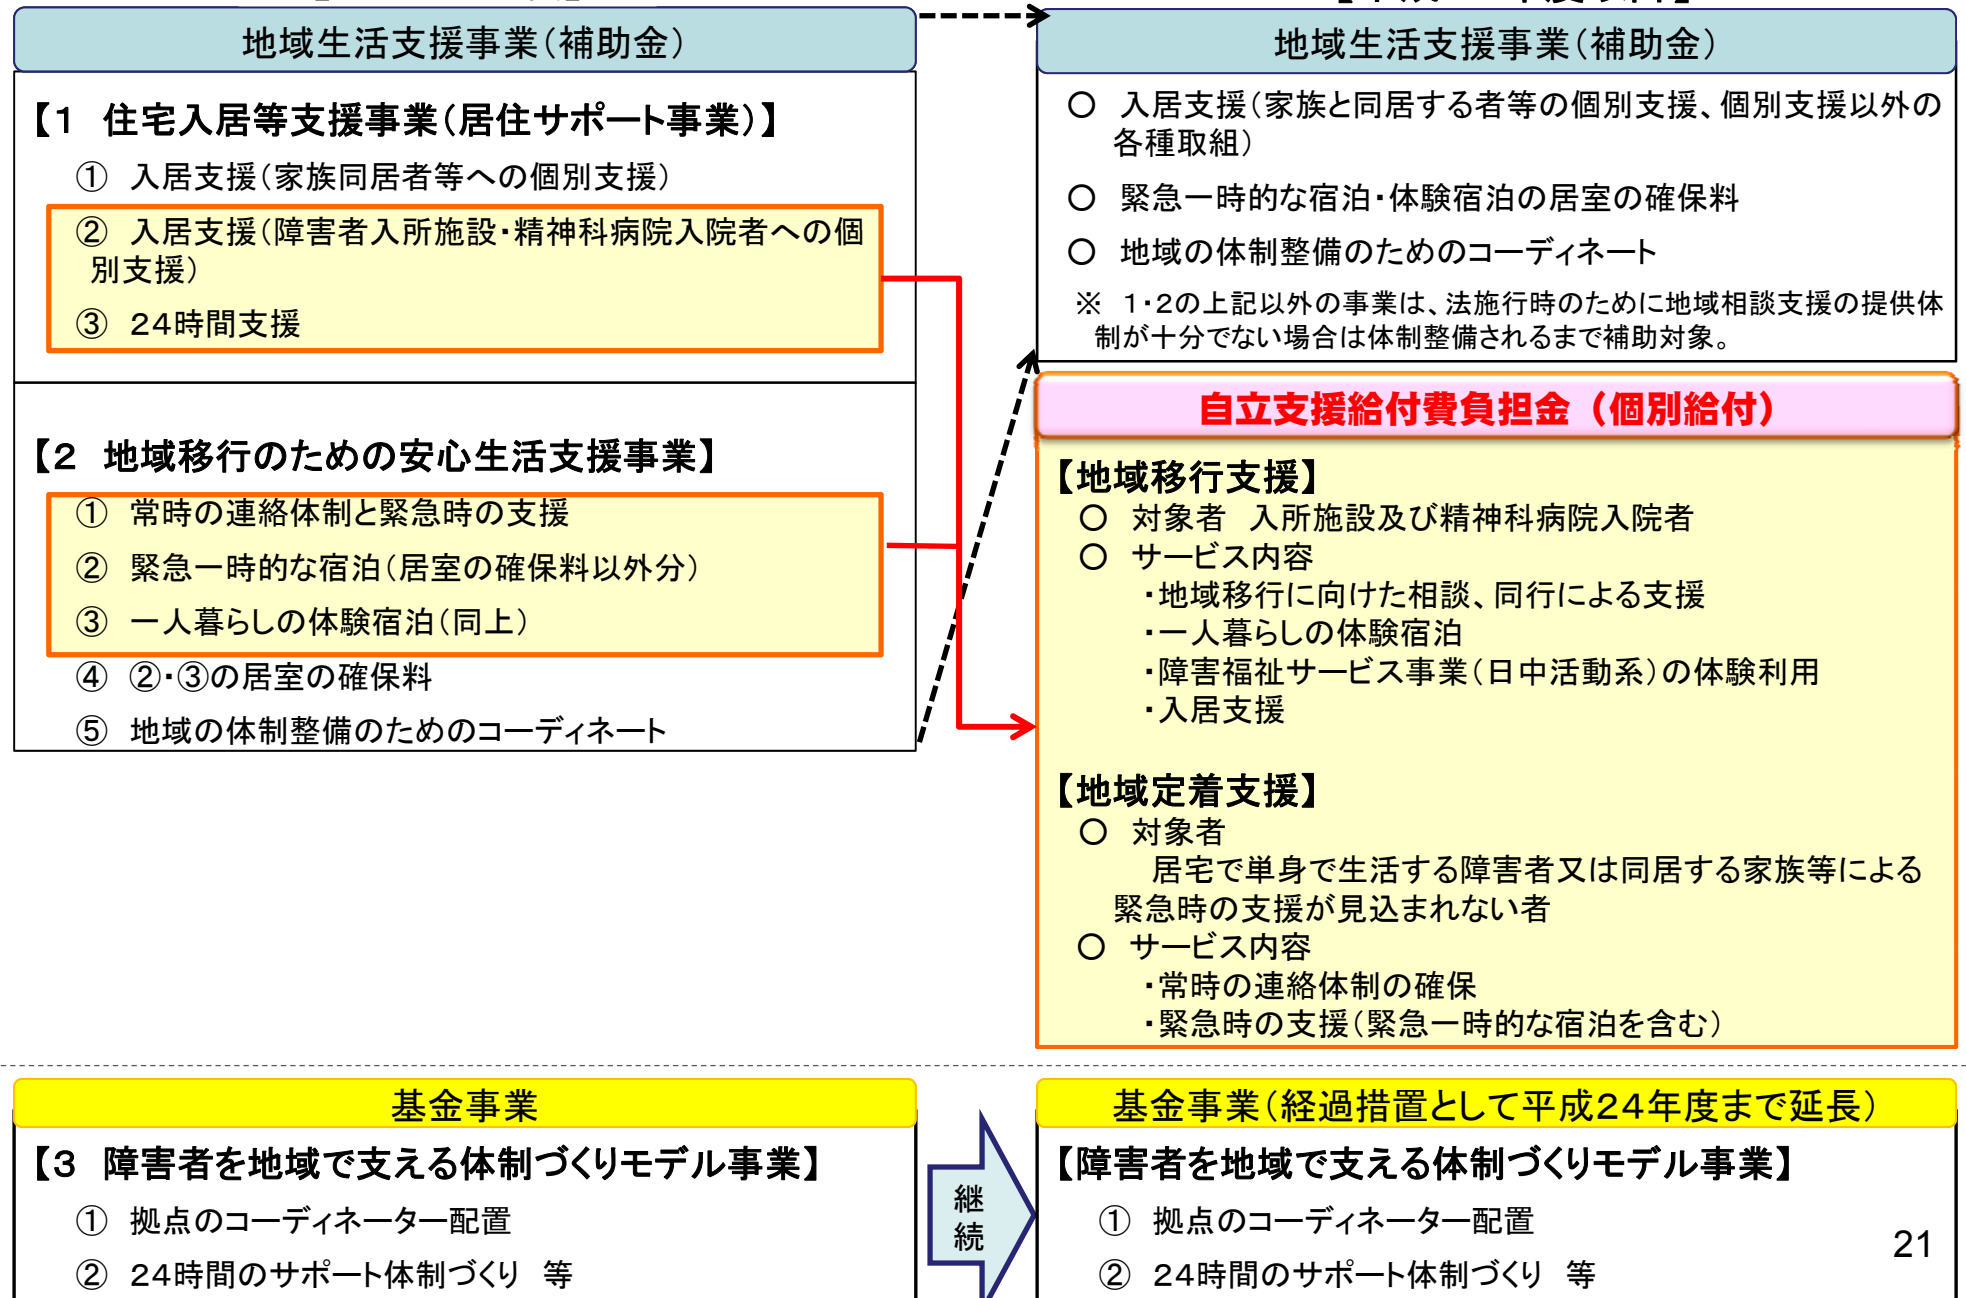 地域生活支援事業（補助金）
【１　住宅入居等支援事業（居住サポート事業）】
①　入居支援（家族同居者等への個別支援）
②　入居支援（障害者入所施設・精神科病院入院者への個
別支援）
③　２４時間支援
【２　地域移行のための安心生活支援事業】
①　常時の連絡体制と緊急時の支援
②　緊急一時的な宿泊（居室の確保料以外分）
③　一人暮らしの体験宿泊（同上）
④　②・③の居室の確保料
⑤　地域の体制整備のためのコーディネート
地域生活支援事業（補助金）
○　入居支援（家族と同居する者等の個別支援、個別支援以外の
各種取組）
○　緊急一時的な宿泊・体験宿泊の居室の確保料
○　地域の体制整備のためのコーディネート
※　１・２の上記以外の事業は、法施行時のために地域相談支援の提供体
制が十分でない場合は体制整備されるまで補助対象。
自立支援給付費負担金（個別給付）
【地域移行支援】
○　対象者　入所施設及び精神科病院入院者
○　サービス内容
・地域移行に向けた相談、同行による支援
・一人暮らしの体験宿泊
・障害福祉サービス事業（日中活動系）の体験利用
・入居支援
【地域定着支援】
○　対象者
居宅で単身で生活する障害者又は同居する家族等による
緊急時の支援が見込まれない者
○　サービス内容
・常時の連絡体制の確保
・緊急時の支援（緊急一時的な宿泊を含む）
基金事業
【３　障害者を地域で支える体制づくりモデル事業】
①　拠点のコーディネーター配置
②　２４時間のサポート体制づくり　等
継
続
基金事業（経過措置として平成２４年度まで延長）
【障害者を地域で支える体制づくりモデル事業】
①　拠点のコーディネーター配置
②　２４時間のサポート体制づくり　等
21